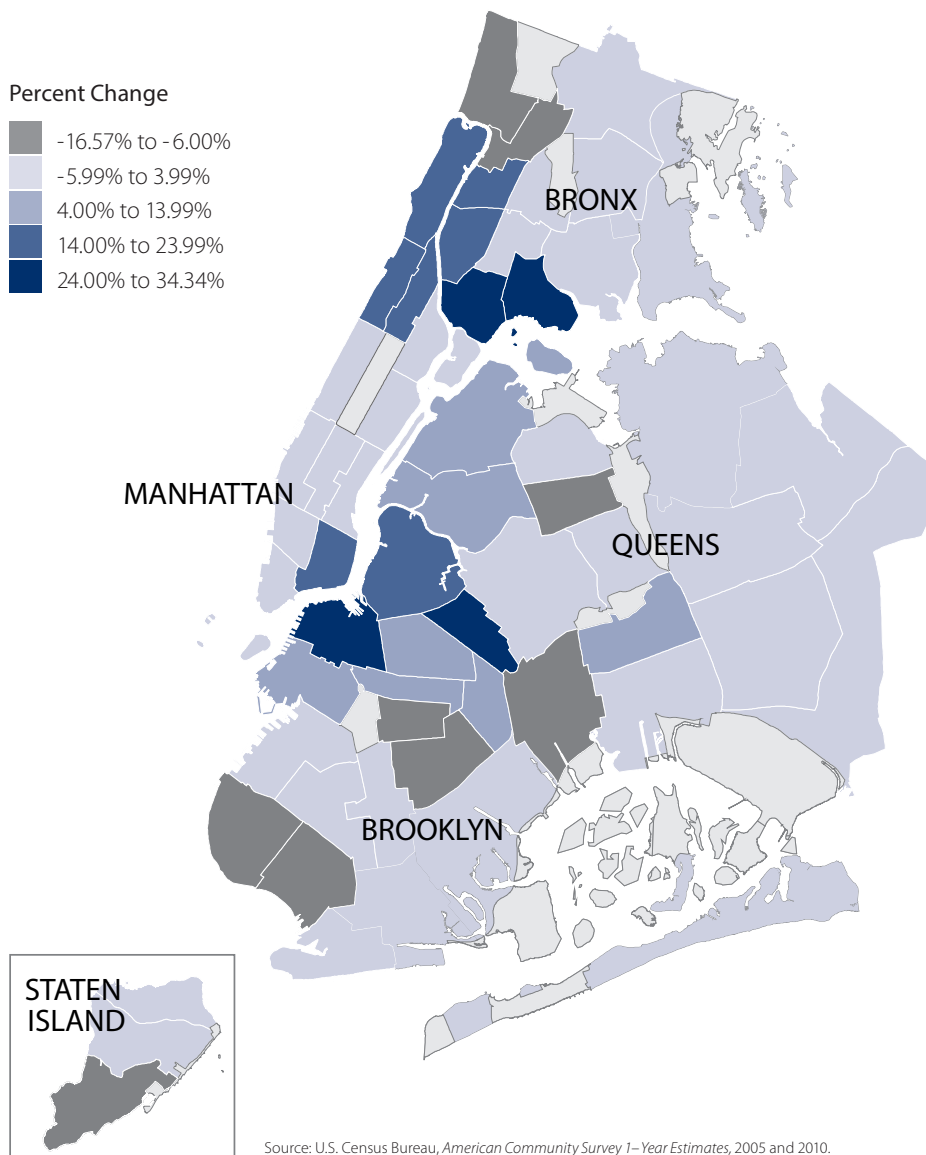 Percent Change
-16.57% to -6.00%
-5.99% to 3.99%
4.00% to 13.99%
14.00% to 23.99%
24.00% to 34.34%
BRONX
MANHATTAN
QUEENS
BROOKLYN
STATEN
ISLAND
Source: U.S. Census Bureau, American Community Survey 1–Year Estimates, 2005 and 2010.